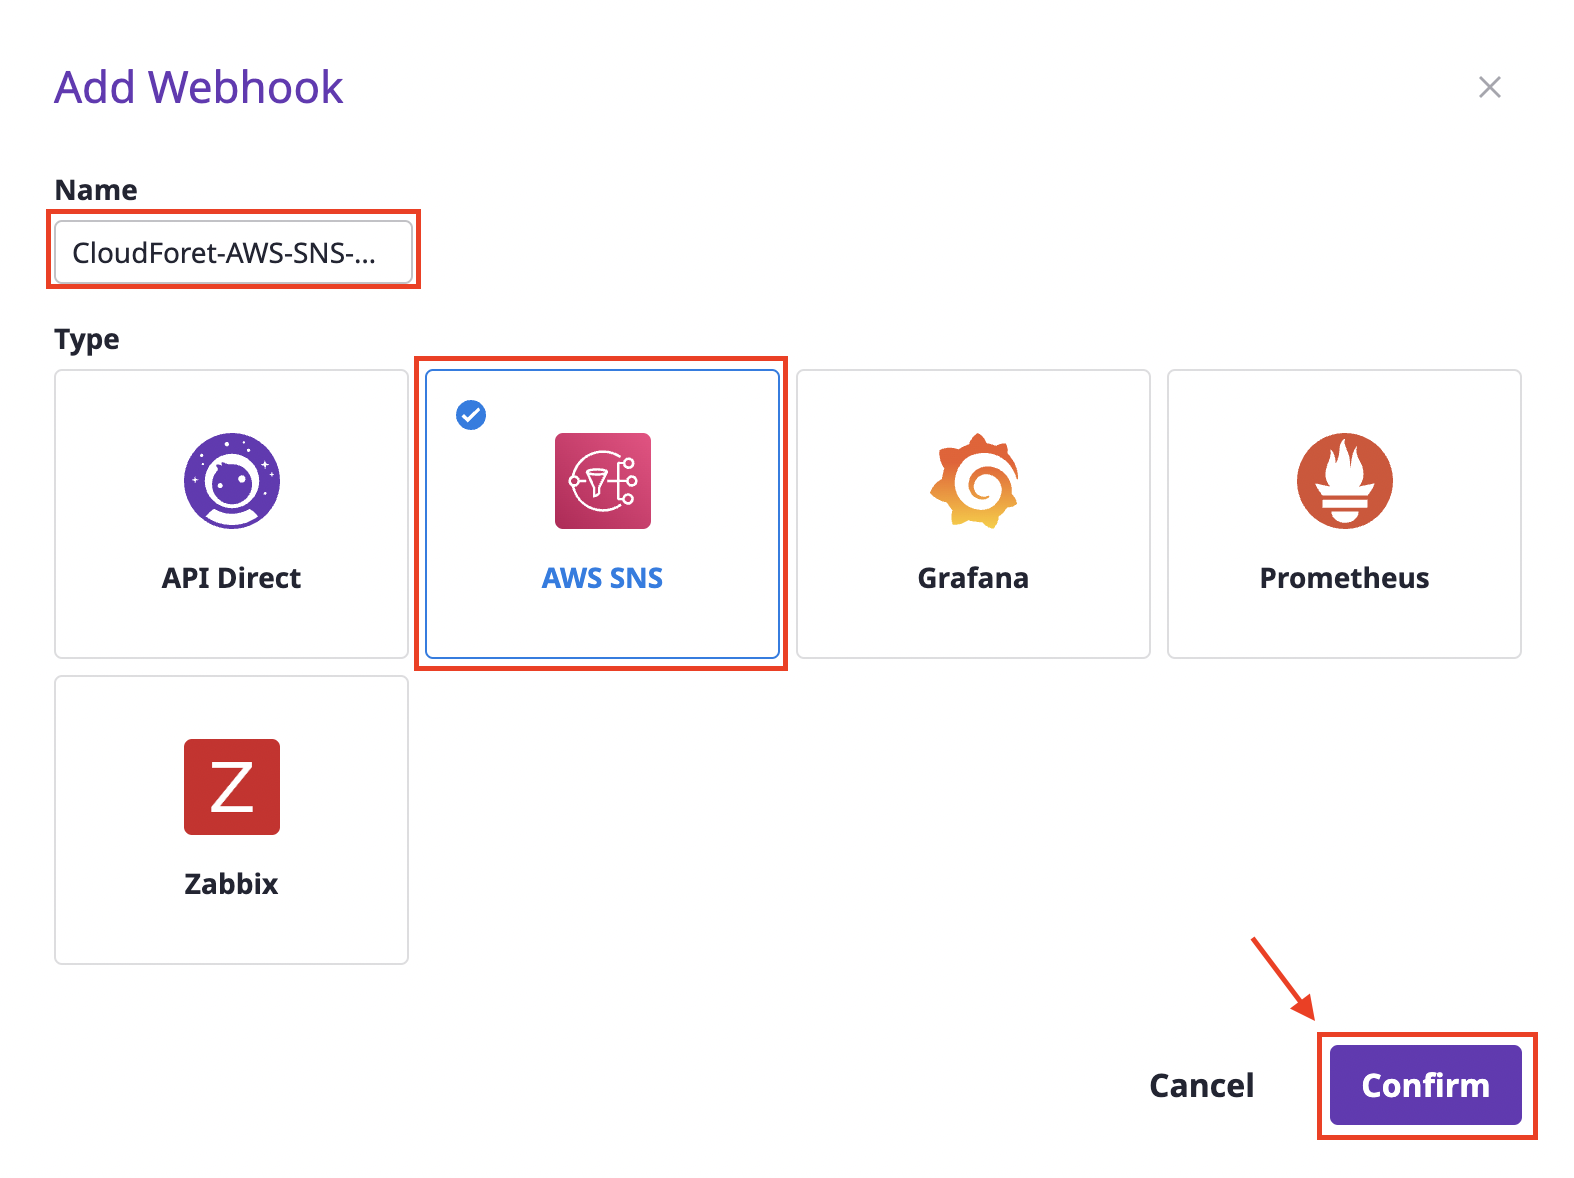 Add Webhook
Name
CloudForet-AWS-SNS-...
Type
API Direct
AWS SNS
Grafana
Prometheus
Z
Zabbix
Cancel
Confirm